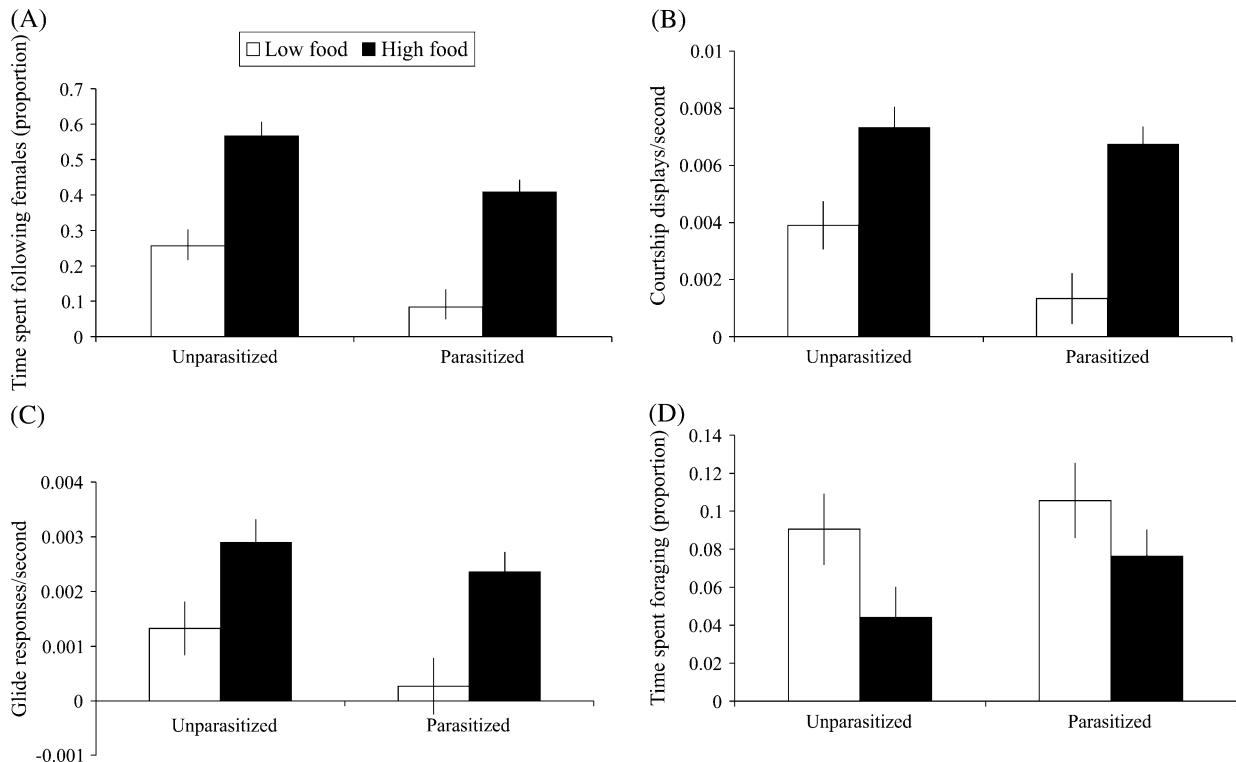 (A)
Low food High food
Time spent following females (proportion)
0.7
0.6
0.5
0.4
0.3
0.2
0.1
0
Unparasitized Parasitized
(B)
Courtship displays/second
0.01
0.008
0.006
0.004
0.002
0
Unparasitized Parasitized
(C)
Glide responses/second
0.004
0.003
0.002
0.001
0
-0.001
Unparasitized Parasitized
(D)
Time spent foraging (proportion)
0.14
0.12
0.1
0.08
0.06
0.04
0.02
0
Unparasitized Parasitized